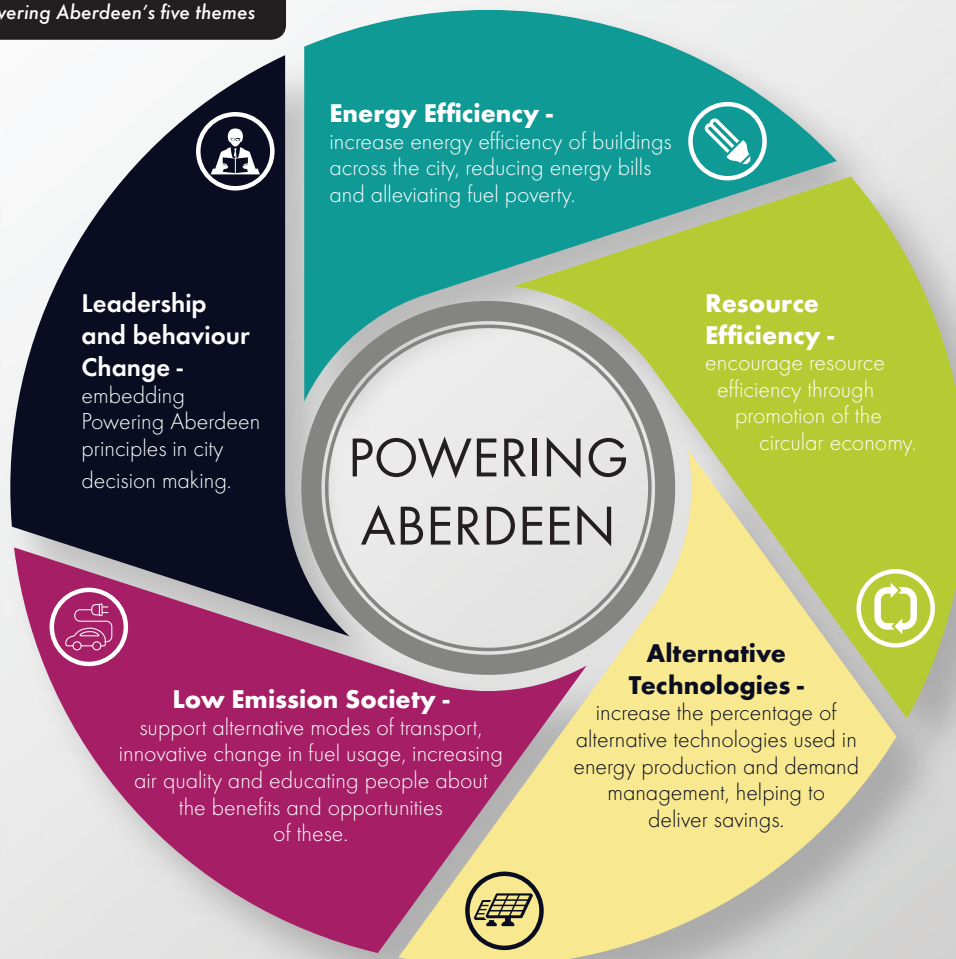 Aberdeen's five themes
Energy Efficiency -
increase energy efficiency of buildings
across the city, reducing energy bills
and alleviating fuel poverty.
Resource
Efficiency -
encourage resource
efficiency through
promotion of the
circular economy.
Alternative
Technologies -
increase the percentage of
alternative technologies used in
energy production and demand
management, helping to
deliver savings.
Low Emission Society -
support alternative modes of transport,
innovative change in fuel usage, increasing
air quality and educating people about
the benefits and opportunities
of these.
Leadership
and behaviour
Change -
embedding
Powering Aberdeen
principles in city
decision making.
POWERING
ABERDEEN